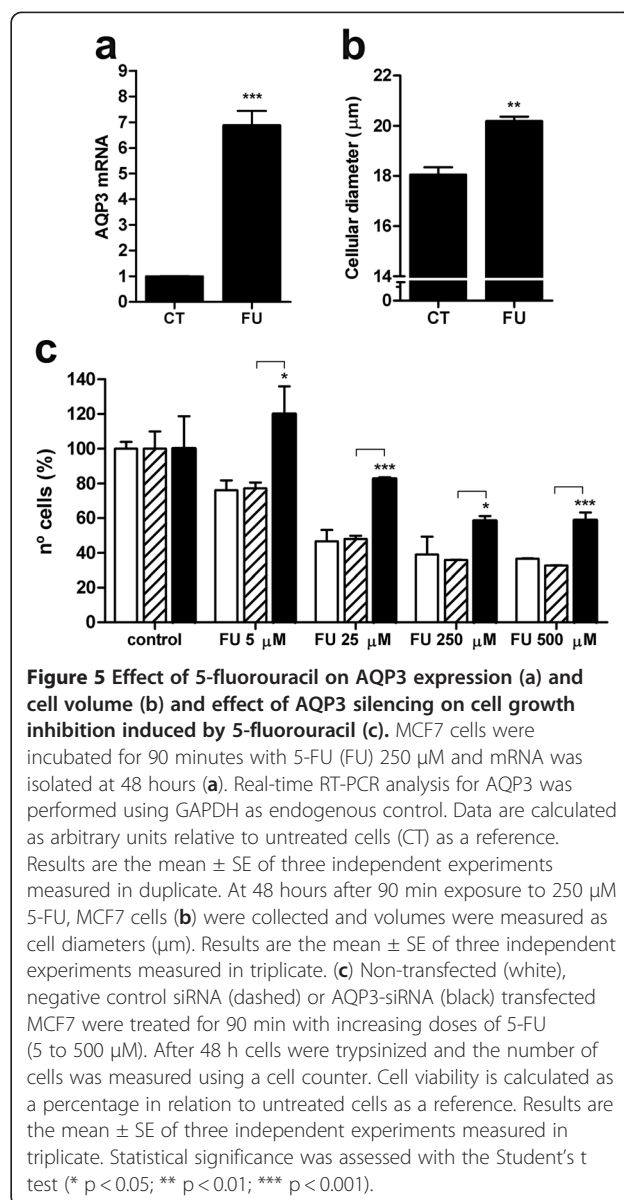 a
9
8
7
6
5
4
3
2
1
0
AQP3 mRNA
***
CT
FU
b
22
20
18
16
14
0
Cellular diameter (µm)
**
CT
FU
c
140
120
100
80
60
40
20
0
nº cells (%)
*
***
*
***
control
FU 5 µM
FU 25 µM
FU 250 µM
FU 500 µM
Figure 5 Effect of 5-fluorouracil on AQP3 expression (a) and
cell volume (b) and effect of AQP3 silencing on cell growth
inhibition induced by 5-fluorouracil (c). MCF7 cells were
incubated for 90 minutes with 5-FU (FU) 250 µM and mRNA was
isolated at 48 hours (a). Real-time RT-PCR analysis for AQP3 was
performed using GAPDH as endogenous control. Data are calculated
as arbitrary units relative to untreated cells (CT) as a reference.
Results are the mean ± SE of three independent experiments
measured in duplicate. At 48 hours after 90 min exposure to 250 µM
5-FU, MCF7 cells (b) were collected and volumes were measured as
cell diameters (µm). Results are the mean ± SE of three independent
experiments measured in triplicate. (c) Non-transfected (white),
negative control siRNA (dashed) or AQP3-siRNA (black) transfected
MCF7 were treated for 90 min with increasing doses of 5-FU
(5 to 500 µM). After 48 h cells were trypsinized and the number of
cells was measured using a cell counter. Cell viability is calculated as
a percentage in relation to untreated cells as a reference. Results are
the mean ± SE of three independent experiments measured in
triplicate. Statistical significance was assessed with the Student's t
test (* p < 0.05; ** p < 0.01; *** p < 0.001).